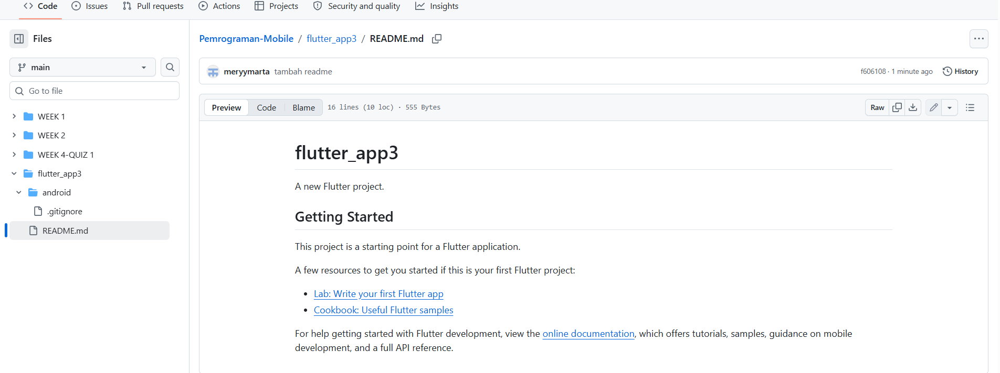 Code Issues Pull requests Actions Projects Security and quality Insights
Files
main
Go to file
WEEK 1
WEEK 2
WEEK 4-QUIZ 1
flutter_app3
android
.gitignore
README.md
Pemrograman-Mobile / flutter_app3 / README.md
meryymarta tambah readme f606108 · 1 minute ago History
Preview Code Blame 16 lines (10 loc) · 555 Bytes Raw
flutter_app3
A new Flutter project.
Getting Started
This project is a starting point for a Flutter application.
A few resources to get you started if this is your first Flutter project:
• Lab: Write your first Flutter app
• Cookbook: Useful Flutter samples
For help getting started with Flutter development, view the online documentation, which offers tutorials, samples, guidance on mobile
development, and a full API reference.